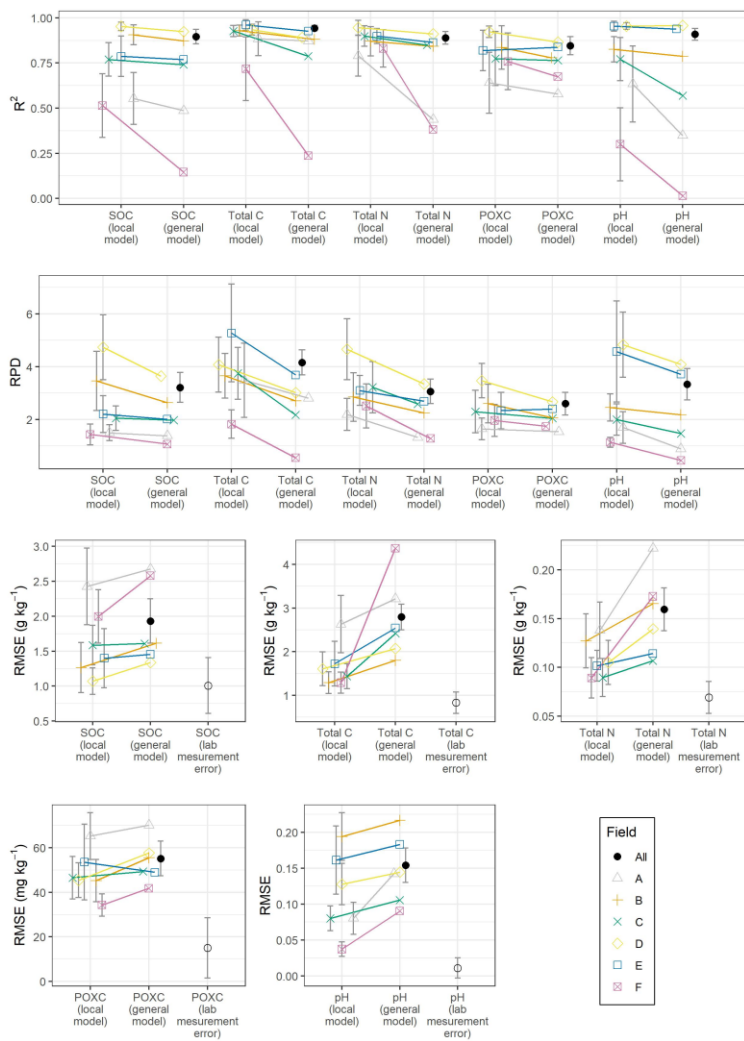 1.00
0.75
0.50
0.25
0.00
R²
SOC
(local
model)
SOC
(general
model)
Total C
(local
model)
Total C
(general
model)
Total N
(local
model)
Total N
(general
model)
POXC
(local
model)
POXC
(general
model)
pH
(local
model)
pH
(general
model)
6
4
2
RPD
SOC
(local
model)
SOC
(general
model)
Total C
(local
model)
Total C
(general
model)
Total N
(local
model)
Total N
(general
model)
POXC
(local
model)
POXC
(general
model)
pH
(local
model)
pH
(general
model)
3.0
2.5
2.0
1.5
1.0
0.5
RMSE (g kg⁻¹)
SOC
(local
model)
SOC
(general
model)
SOC
(lab
mesurement
error)
4
3
2
1
RMSE (g kg⁻¹)
Total C
(local
model)
Total C
(general
model)
Total C
(lab
mesurement
error)
0.20
0.15
0.10
0.05
RMSE (g kg⁻¹)
Total N
(local
model)
Total N
(general
model)
Total N
(lab
mesurement
error)
60
40
20
0
RMSE (mg kg⁻¹)
POXC
(local
model)
POXC
(general
model)
POXC
(lab
mesurement
error)
0.20
0.15
0.10
0.05
0.00
RMSE
pH
(local
model)
pH
(general
model)
pH
(lab
mesurement
error)
Field
All
A
B
C
D
E
F